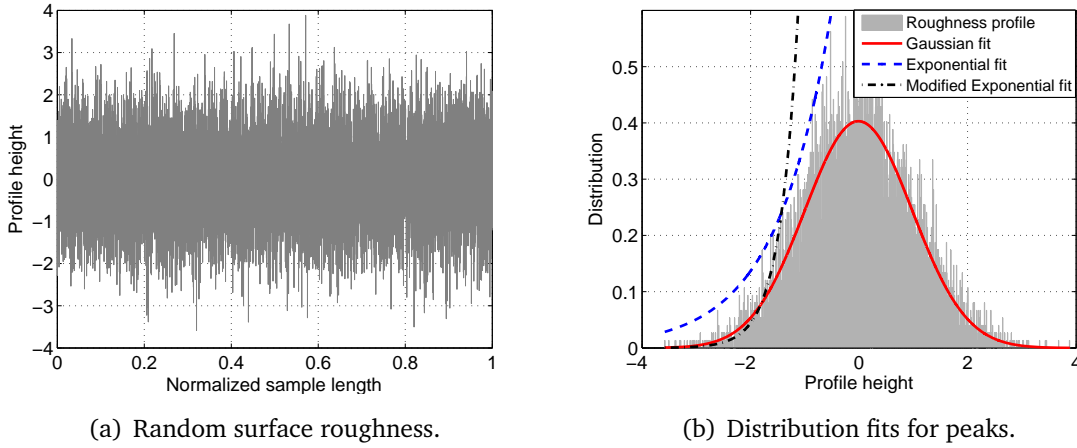 4
3
2
1
0
−1
−2
−3
−4
Profile height
0
0.2
0.4
0.6
0.8
1
Normalized sample length
(a) Random surface roughness.
0.5
0.4
0.3
0.2
0.1
0
Distribution
Roughness profile
Gaussian fit
Exponential fit
Modified Exponential fit
−4
−2
0
2
4
Profile height
(b) Distribution fits for peaks.